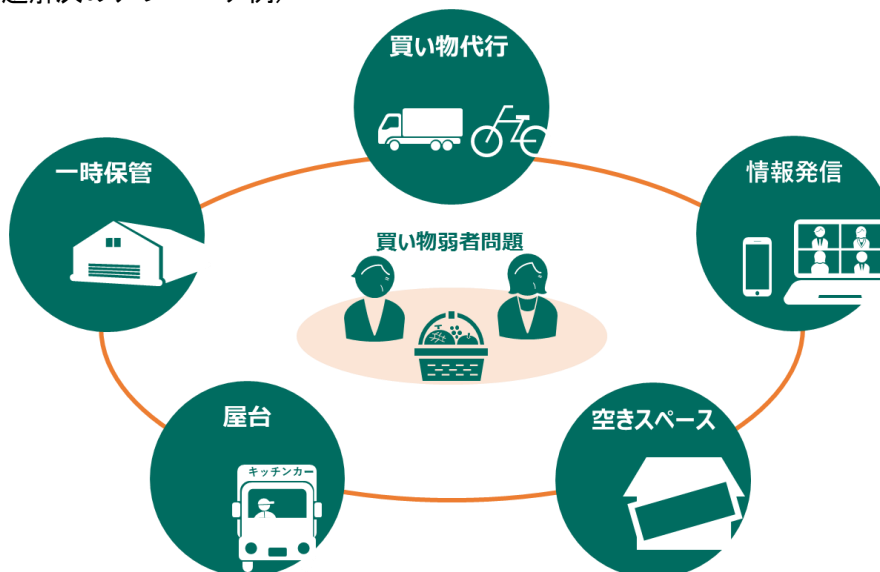 買い物代行
一時保管
情報発信
買い物弱者問題
屋台
キッチンカー
空きスペース